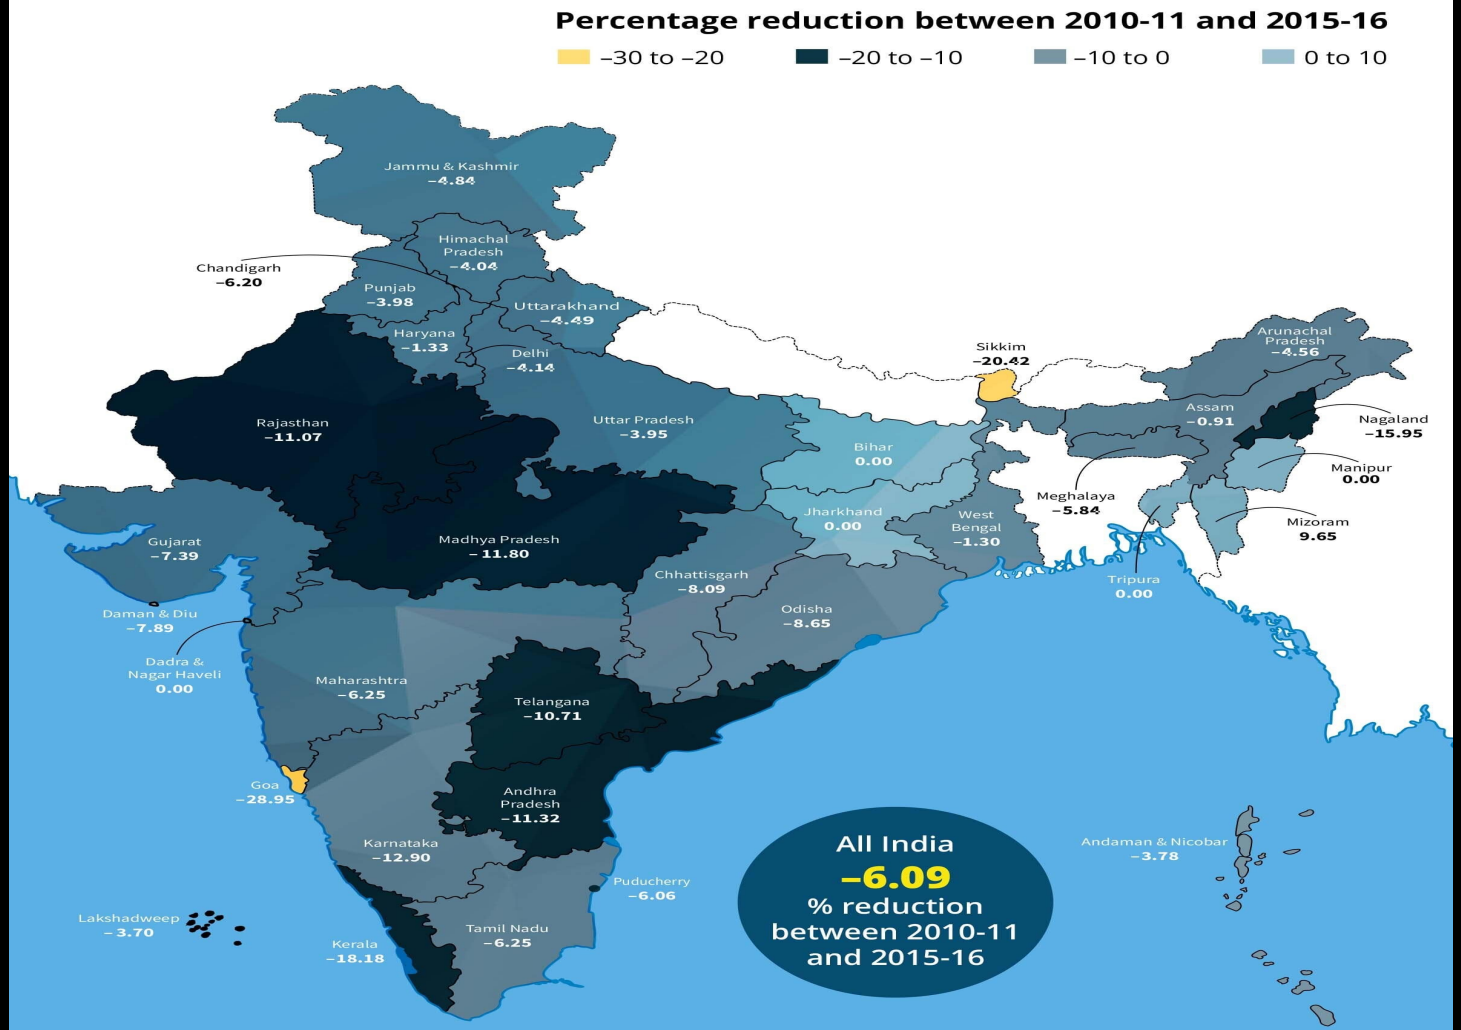 Percentage reduction between 2010-11 and 2015-16
–30 to –20
–20 to –10
–10 to 0
0 to 10
Jammu & Kashmir
–4.84
Himachal
Pradesh
–4.04
Chandigarh
–6.20
Punjab
–3.98
Uttarakhand
–4.49
Haryana
–1.33
Delhi
–4.14
Sikkim
–20.42
Arunachal
Pradesh
–4.56
Rajasthan
–11.07
Uttar Pradesh
–3.95
Assam
–0.91
Nagaland
–15.95
Bihar
0.00
Manipur
0.00
Meghalaya
–5.84
Jharkhand
0.00
West
Bengal
–1.30
Mizoram
9.65
Gujarat
–7.39
Madhya Pradesh
–11.80
Chhattisgarh
–8.09
Tripura
0.00
Daman & Diu
–7.89
Odisha
–8.65
Dadra &
Nagar Haveli
0.00
Maharashtra
–6.25
Telangana
–10.71
Goa
–28.95
Andhra
Pradesh
–11.32
Karnataka
–12.90
All India
–6.09
% reduction
between 2010-11
and 2015-16
Andaman & Nicobar
–3.78
Puducherry
–6.06
Lakshadweep
–3.70
Kerala
–18.18
Tamil Nadu
–6.25